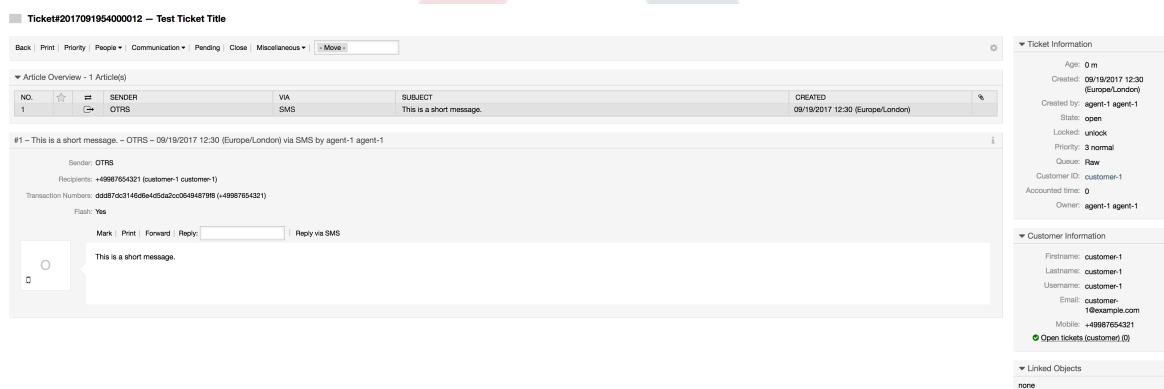 Ticket#2017091954000012 — Test Ticket Title
Back | Print | Priority | People ▾ | Communication ▾ | Pending | Close | Miscellaneous ▾ | - Move -
Article Overview - 1 Article(s)
NO. SENDER VIA SUBJECT CREATED
1 OTRS SMS This is a short message. 09/19/2017 12:30 (Europe/London)
#1 – This is a short message. – OTRS – 09/19/2017 12:30 (Europe/London) via SMS by agent-1 agent-1
Sender: OTRS
Recipients: +49987654321 (customer-1 customer-1)
Transaction Numbers: ddd87dc3146d6e4d5da2cc06494879f8 (+49987654321)
Flash: Yes
Mark | Print | Forward | Reply: | Reply via SMS
O
This is a short message.
Ticket Information
Age: 0 m
Created: 09/19/2017 12:30
(Europe/London)
Created by: agent-1 agent-1
State: open
Locked: unlock
Priority: 3 normal
Queue: Raw
Customer ID: customer-1
Accounted time: 0
Owner: agent-1 agent-1
Customer Information
Firstname: customer-1
Lastname: customer-1
Username: customer-1
Email: customer-
1@example.com
Mobile: +49987654321
Open tickets (customer) (0)
Linked Objects
none